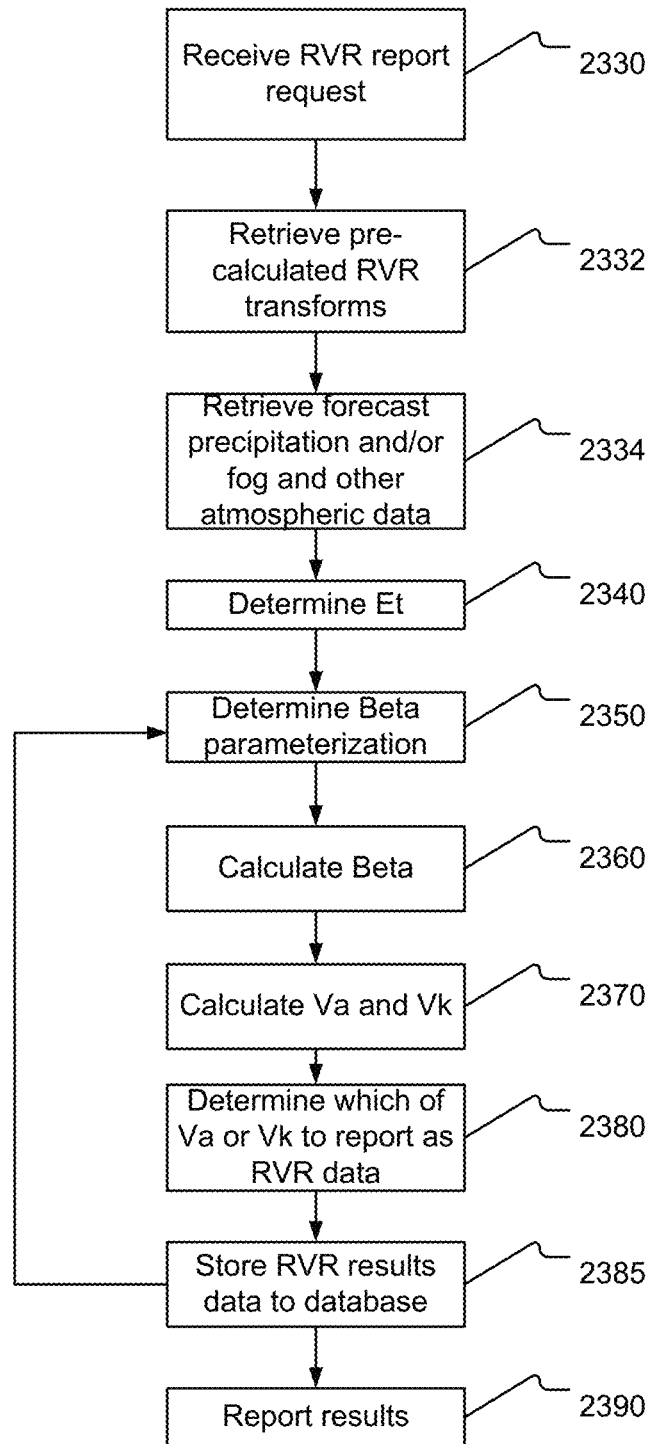 Receive RVR report
request
2330
Retrieve pre-
calculated RVR
transforms
2332
Retrieve forecast
precipitation and/or
fog and other
atmospheric data
2334
Determine Et
2340
Determine Beta
parameterization
2350
Calculate Beta
2360
Calculate Va and Vk
2370
Determine which of
Va or Vk to report as
RVR data
2380
Store RVR results
data to database
2385
Report results
2390